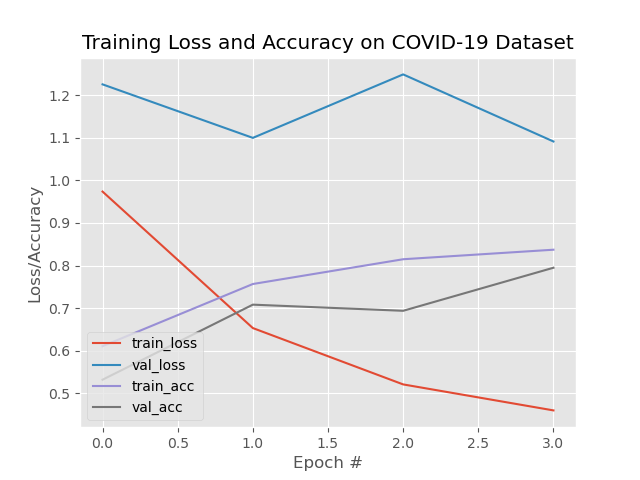 Training Loss and Accuracy on COVID-19 Dataset
1.2
1.1
1.0
0.9
0.8
0.7
0.6
0.5
Loss/Accuracy
train_loss
val_loss
train_acc
val_acc
0.0 0.5 1.0 1.5 2.0 2.5 3.0
Epoch #